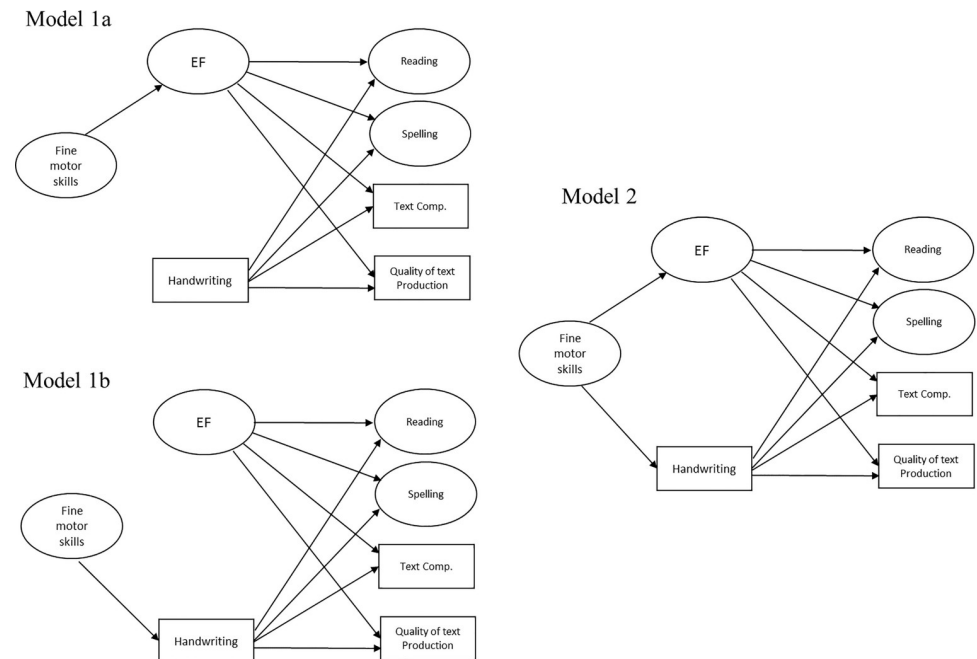 Model 1a
EF
Reading
Spelling
Fine
motor
skills
Text Comp.
Handwriting
Quality of text
Production
Model 1b
EF
Reading
Spelling
Fine
motor
skills
Text Comp.
Handwriting
Quality of text
Production
Model 2
EF
Reading
Spelling
Fine
motor
skills
Text Comp.
Handwriting
Quality of text
Production